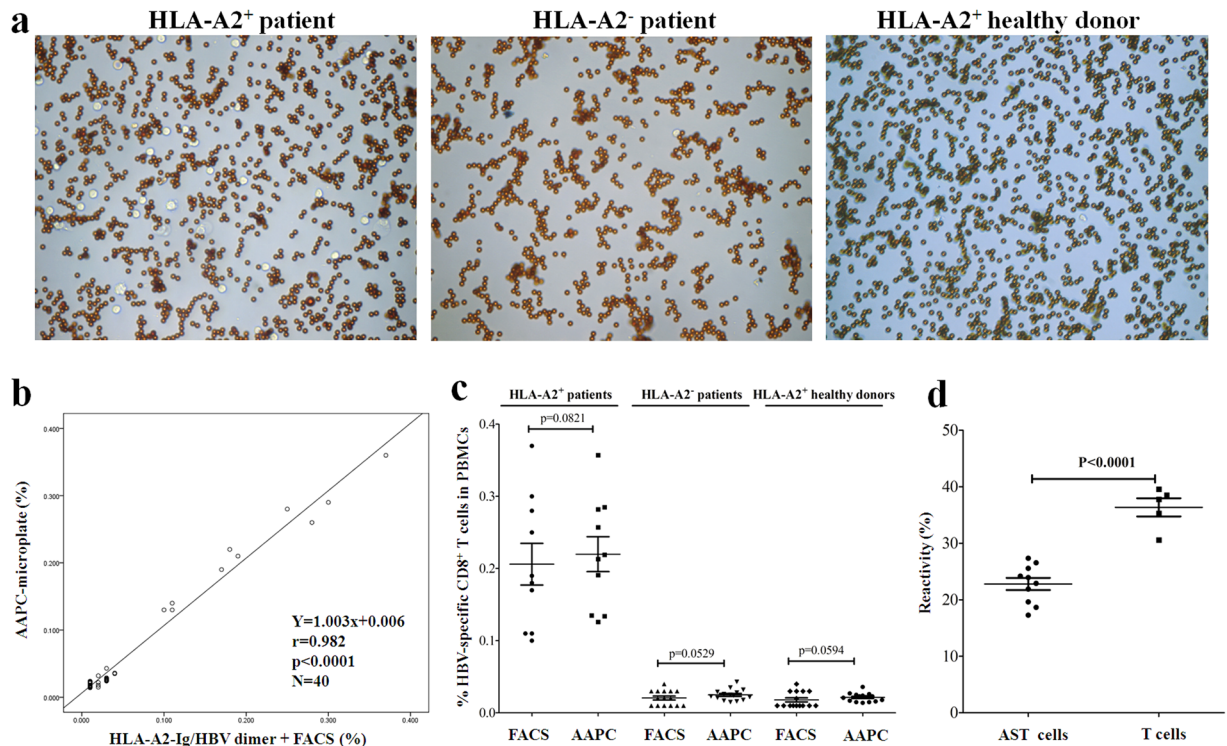 a
HLA-A2+ patient
HLA-A2- patient
HLA-A2+ healthy donor
b
AAPC-microplate (%)
0.400
0.300
0.200
0.100
0.000
Y=1.003x+0.006
r=0.982
p<0.0001
N=40
0.000 0.100 0.200 0.300 0.400
HLA-A2-Ig/HBV dimer + FACS (%)
c
HLA-A2+ patients HLA-A2- patients HLA-A2+ healthy donors
% HBV-specific CD8+ T cells in PBMCs
0.4
0.3
0.2
0.1
0.0
p=0.0821
p=0.0529
p=0.0594
FACS AAPC FACS AAPC FACS AAPC
d
Reactivity (%)
50
40
30
20
10
0
P<0.0001
AST cells T cells